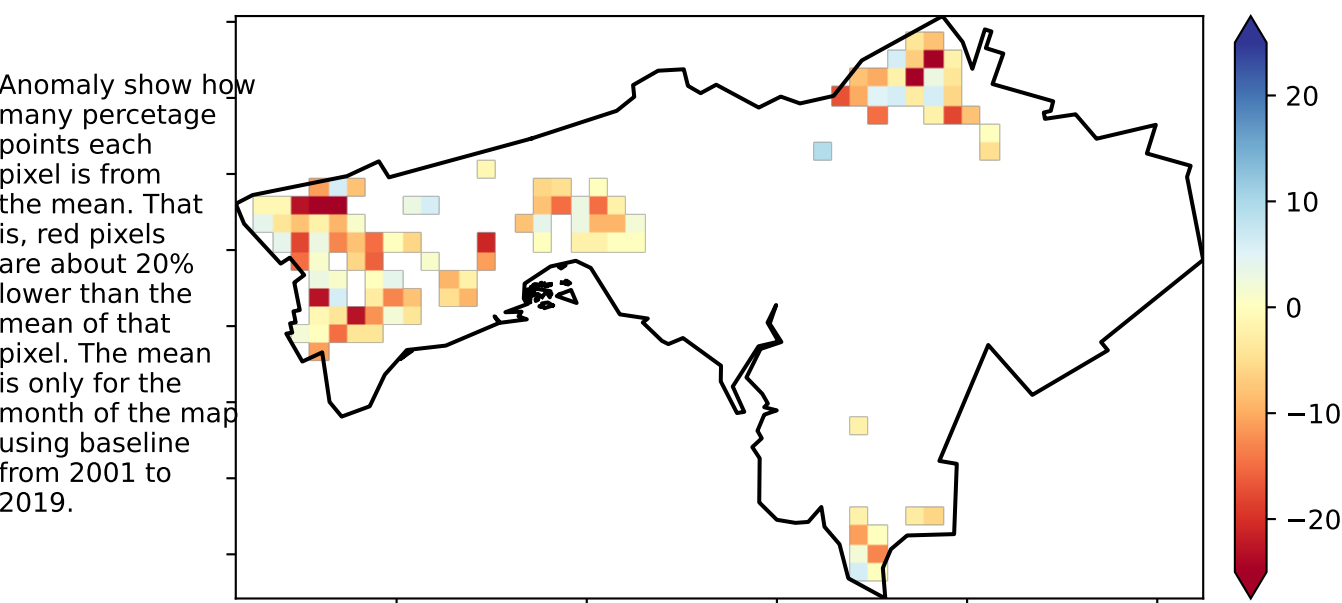 Anomaly show how
many percetage
points each
pixel is from
the mean. That
is, red pixels
are about 20%
lower than the
mean of that
pixel. The mean
is only for the
month of the map
using baseline
from 2001 to
2019.
20
10
0
−10
−20